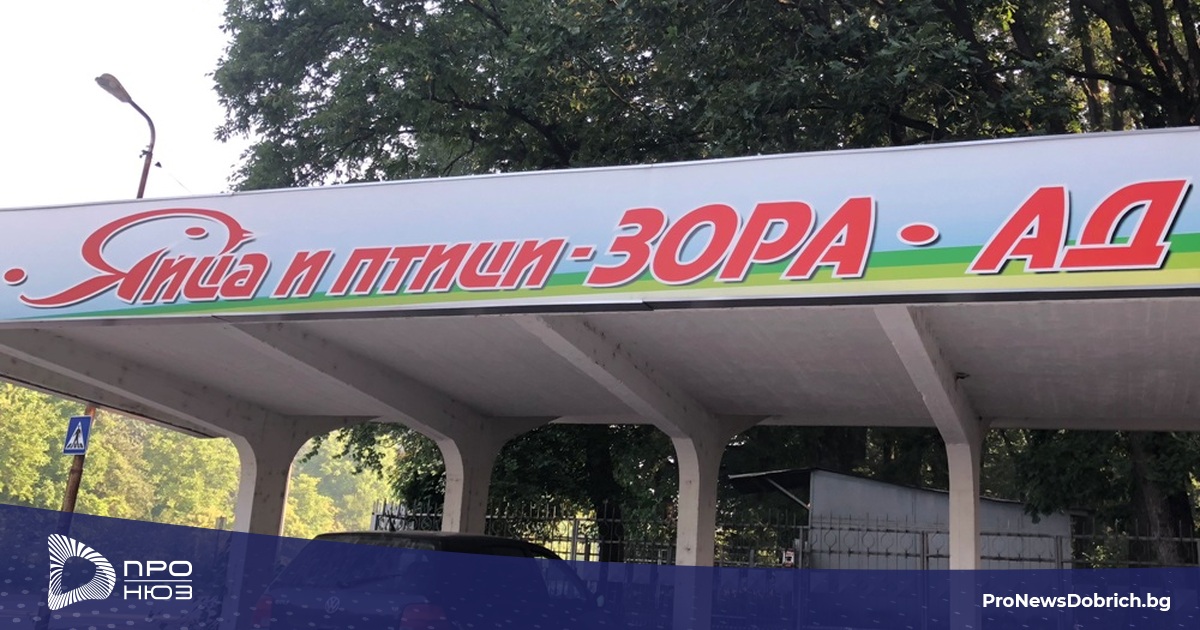 • Яйца и птици - ЗОРА • АД
ПРО
НЮЗ
ProNewsDobrich.bg